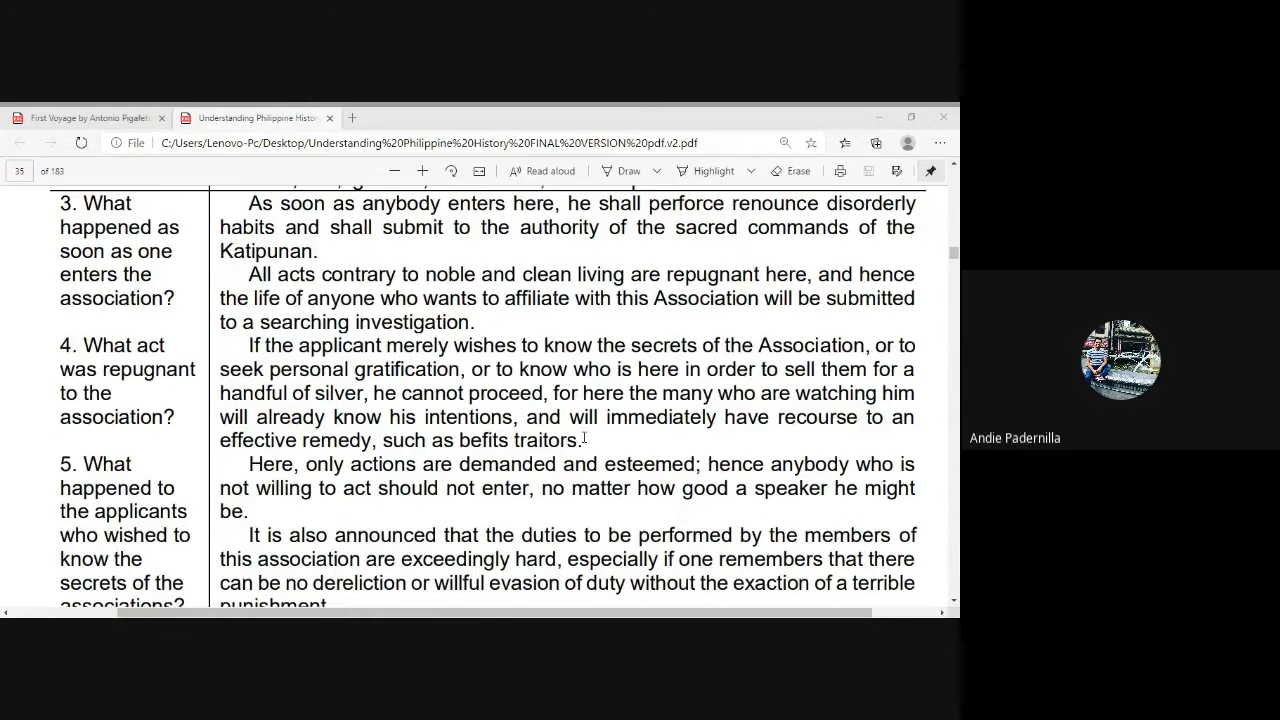 First Voyage by Antonio Pigafett
Understanding Philippine Histor
File
C:/Users/Lenovo-Pc/Desktop/Understanding%20Philippine%20History%20FINAL%20VERSION%20pdf.v2.pdf
35 of 183
Read aloud
Draw
Highlight
Erase
3. What
happened as
soon as one
enters the
association?
4. What act
was repugnant
to the
association?
5. What
happened to
the applicants
who wished to
know the
secrets of the
associations?
As soon as anybody enters here, he shall perforce renounce disorderly
habits and shall submit to the authority of the sacred commands of the
Katipunan.
All acts contrary to noble and clean living are repugnant here, and hence
the life of anyone who wants to affiliate with this Association will be submitted
to a searching investigation.
If the applicant merely wishes to know the secrets of the Association, or to
seek personal gratification, or to know who is here in order to sell them for a
handful of silver, he cannot proceed, for here the many who are watching him
will already know his intentions, and will immediately have recourse to an
effective remedy, such as befits traitors.
Here, only actions are demanded and esteemed; hence anybody who is
not willing to act should not enter, no matter how good a speaker he might
be.
It is also announced that the duties to be performed by the members of
this association are exceedingly hard, especially if one remembers that there
can be no dereliction or willful evasion of duty without the exaction of a terrible
punishment.
Andie Padernilla